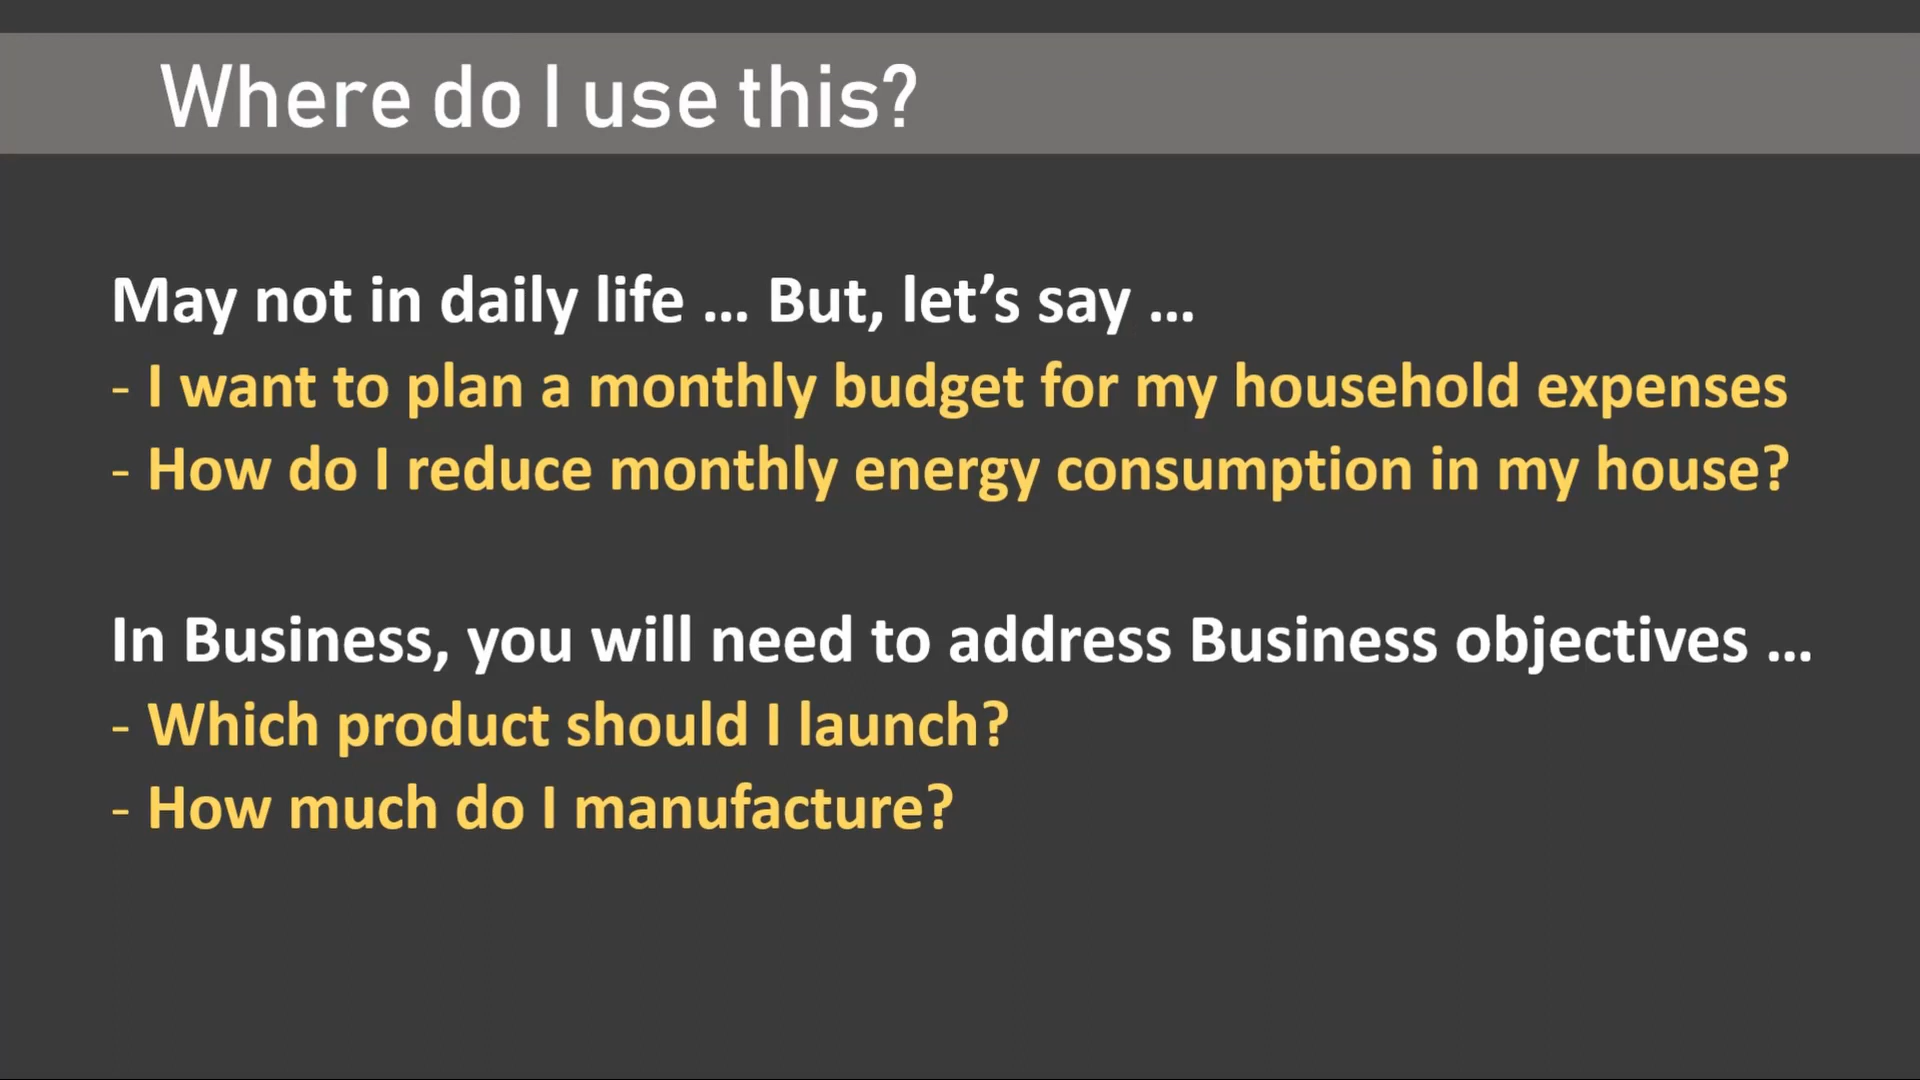 Where do I use this?
May not in daily life ... But, let’s say ...
- I want to plan a monthly budget for my household expenses
- How do I reduce monthly energy consumption in my house?
In Business, you will need to address Business objectives ...
- Which product should I launch?
- How much do I manufacture?